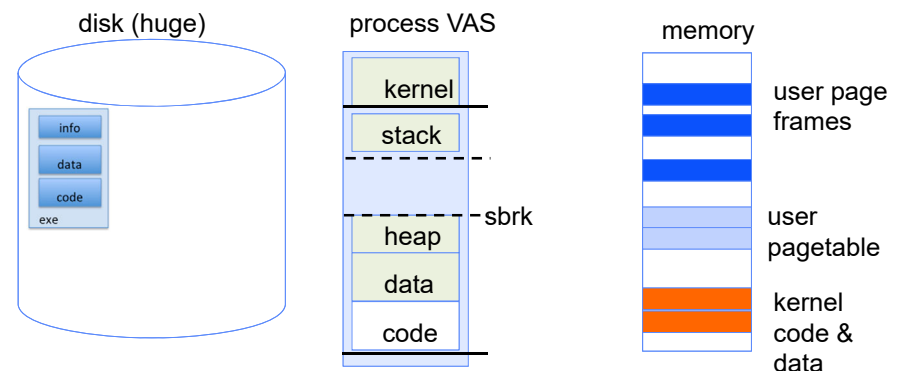 disk (huge)
info
data
code
exe
process VAS
kernel
stack
sbrk
heap
data
code
memory
user page
frames
user
pagetable
kernel
code &
data